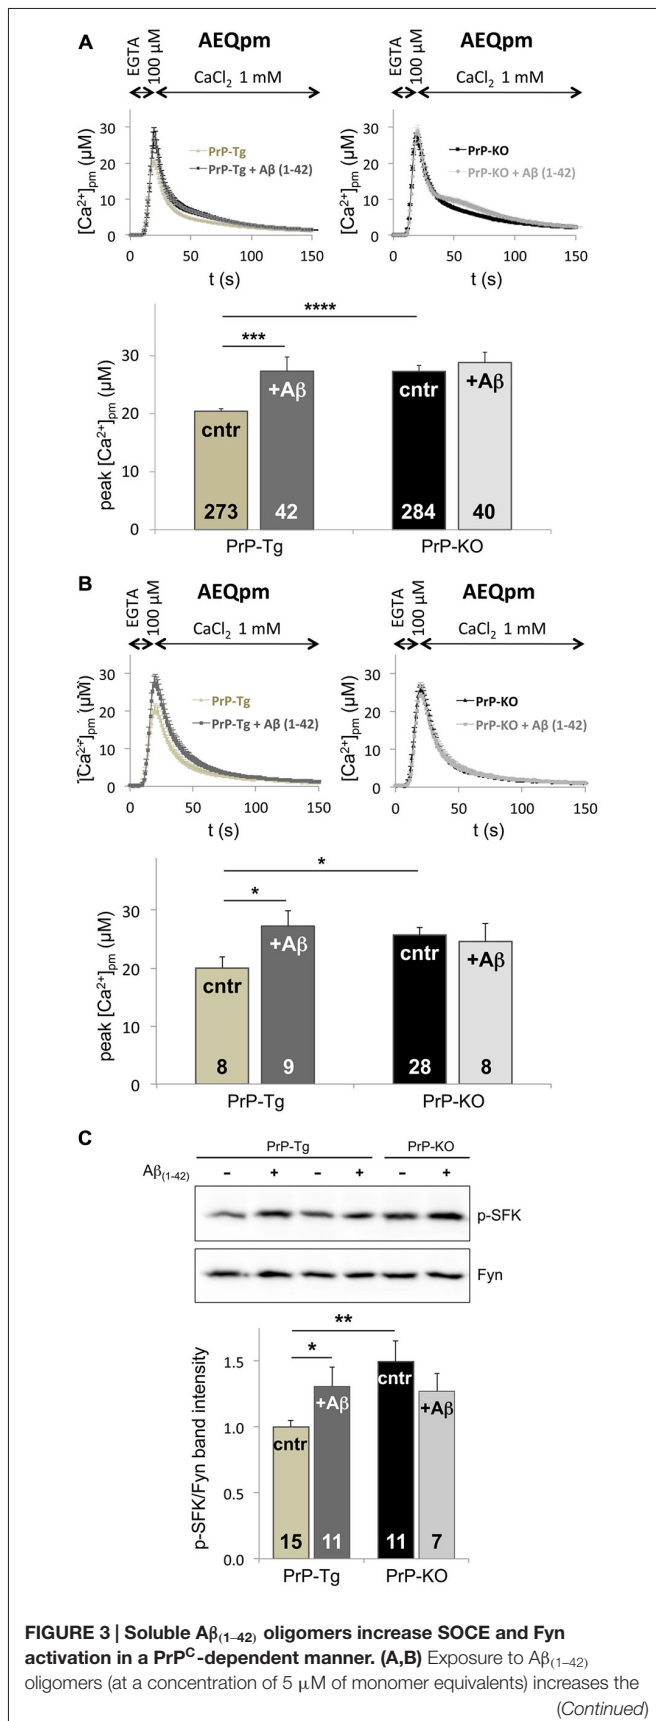 A
AEQpm
AEQpm
EGTA
100 µM
CaCl2 1 mM
EGTA
100 µM
CaCl2 1 mM
[Ca2+]pm (µM)
30
20
10
0
PrP-Tg
PrP-Tg + Aβ (1-42)
50
100
150
t (s)
[Ca2+]pm (µM)
30
20
10
0
PrP-KO
PrP-KO + Aβ (1-42)
0
50
100
150
t (s)
peak [Ca2+]pm (µM)
30
20
10
0
****
***
cntr
+Aβ
cntr
+Aβ
273
42
284
40
PrP-Tg
PrP-KO
B
AEQpm
AEQpm
EGTA
100 µM
CaCl2 1 mM
EGTA
100 µM
CaCl2 1 mM
[Ca2+]pm (µM)
30
20
10
0
PrP-Tg
PrP-Tg + Aβ (1-42)
0
50
100
150
t (s)
[Ca2+]pm (µM)
30
20
10
0
PrP-KO
PrP-KO + Aβ (1-42)
0
50
100
150
t (s)
peak [Ca2+]pm (µM)
30
20
10
0
*
*
cntr
+Aβ
cntr
+Aβ
8
9
28
8
PrP-Tg
PrP-KO
C
PrP-Tg
PrP-KO
Aβ(1-42)
– + – + – +
p-SFK
Fyn
p-SFK/Fyn band intensity
1.5
1.0
0.5
0.0
**
*
cntr
+Aβ
cntr
+Aβ
15
11
11
7
PrP-Tg
PrP-KO
FIGURE 3 | Soluble Aβ(1–42) oligomers increase SOCE and Fyn
activation in a PrPC-dependent manner. (A,B) Exposure to Aβ(1–42)
oligomers (at a concentration of 5 µM of monomer equivalents) increases the
(Continued)